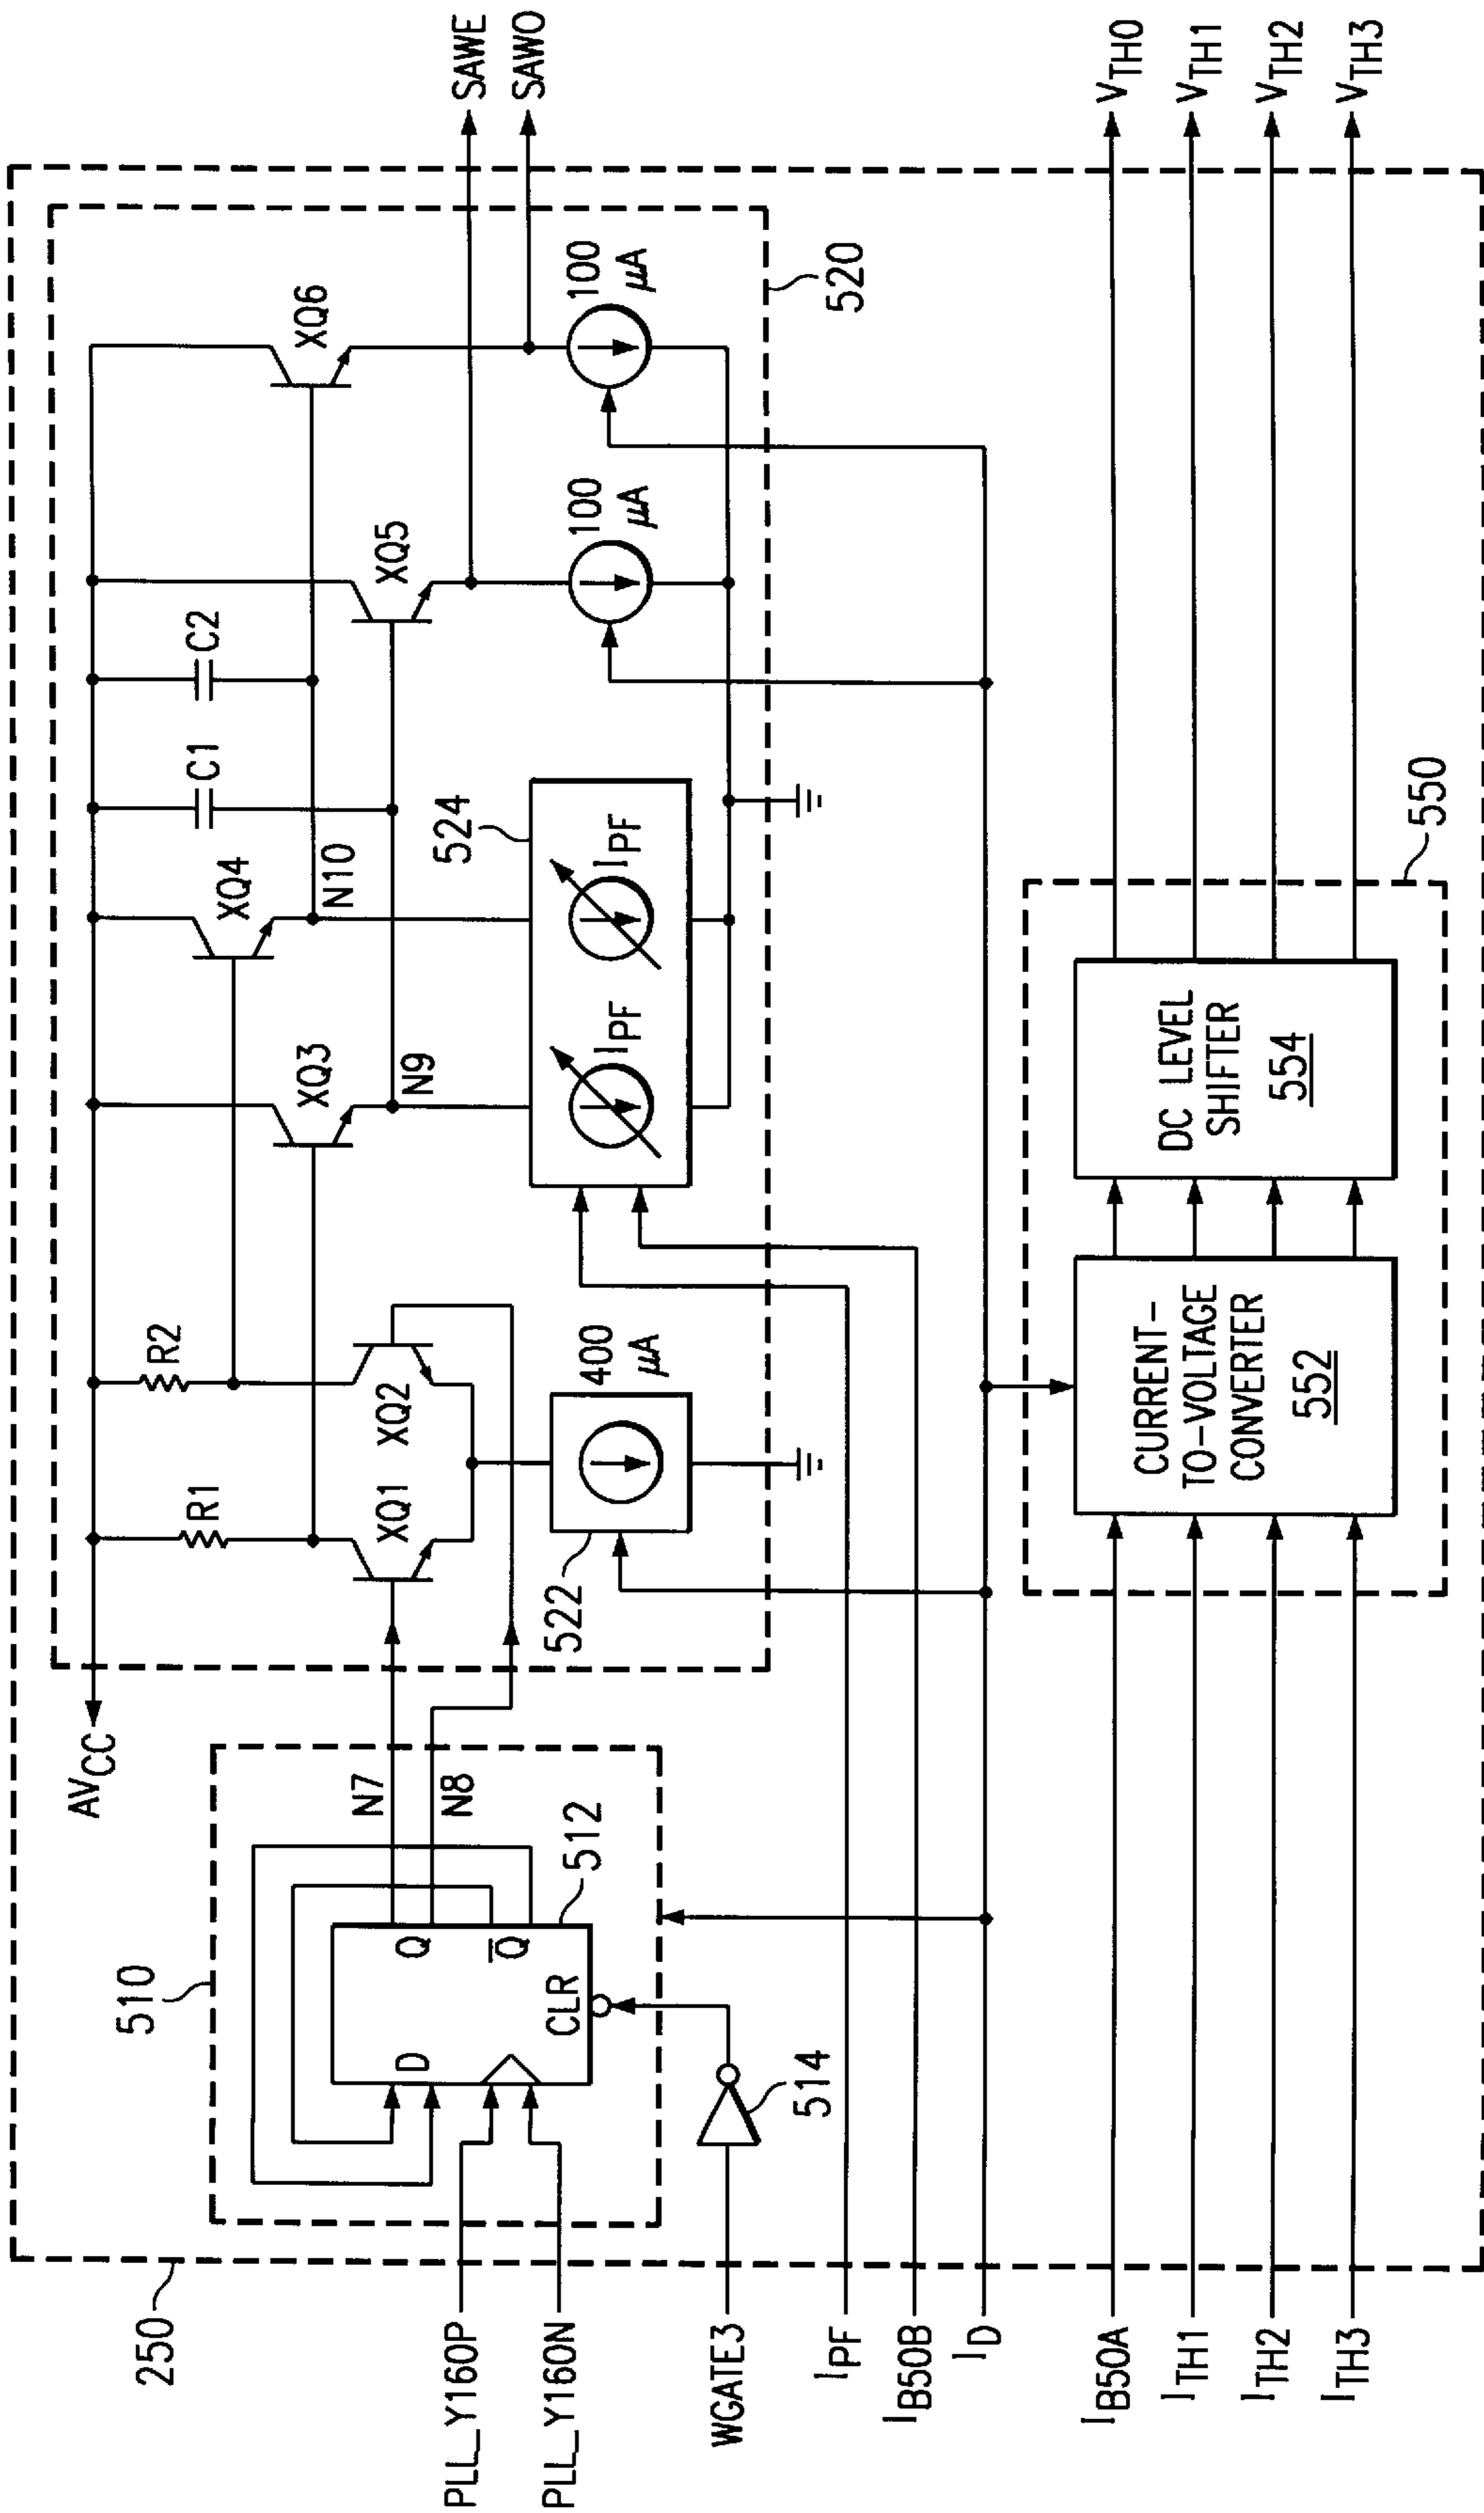 250
510
PLL_Y160P
PLL_Y160N
WGATE3
IPF
IB50B
ID
IB50A
ITH1
ITH2
ITH3
D
Q
Q̅
CLR
512
514
N7
N8
AVCC
R1
R2
XQ1
XQ2
522
400
µA
XQ3
XQ4
N9
N10
524
IPF
IPF
C1
C2
XQ5
XQ6
100
µA
100
µA
520
SAWE
SAWO
CURRENT-
TO-VOLTAGE
CONVERTER
552
DC LEVEL
SHIFTER
554
550
VTH0
VTH1
VTH2
VTH3